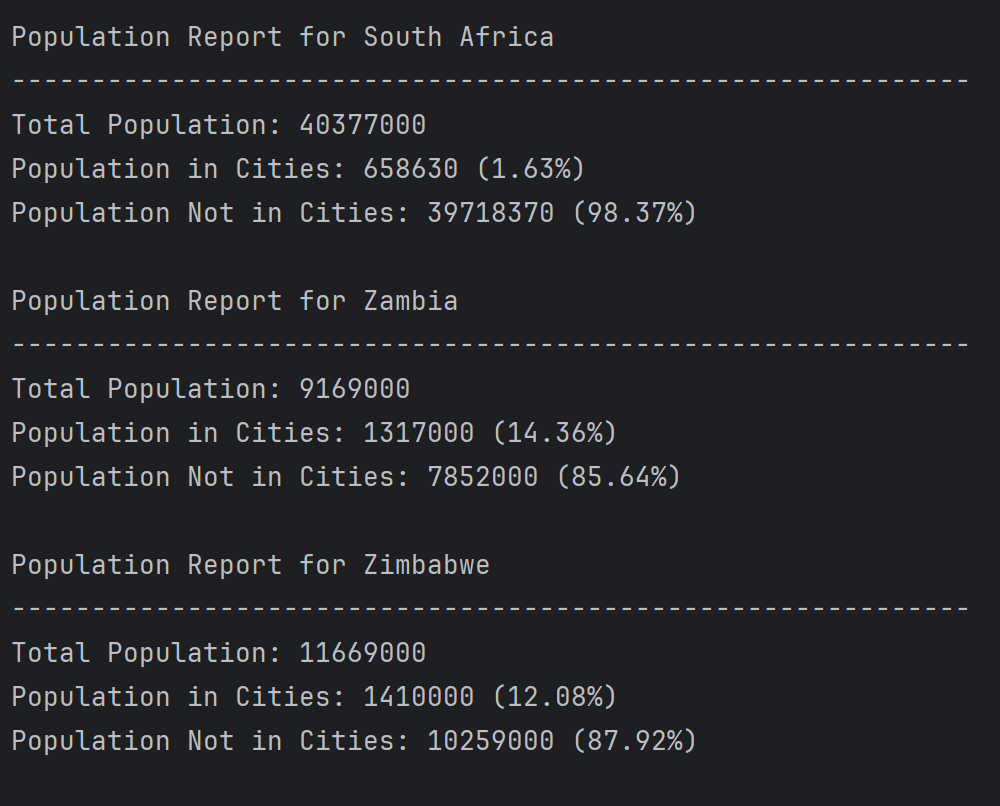 Population Report for South Africa
------------------------------------------------------------
Total Population: 40377000
Population in Cities: 658630 (1.63%)
Population Not in Cities: 39718370 (98.37%)

Population Report for Zambia
------------------------------------------------------------
Total Population: 9169000
Population in Cities: 1317000 (14.36%)
Population Not in Cities: 7852000 (85.64%)

Population Report for Zimbabwe
------------------------------------------------------------
Total Population: 11669000
Population in Cities: 1410000 (12.08%)
Population Not in Cities: 10259000 (87.92%)